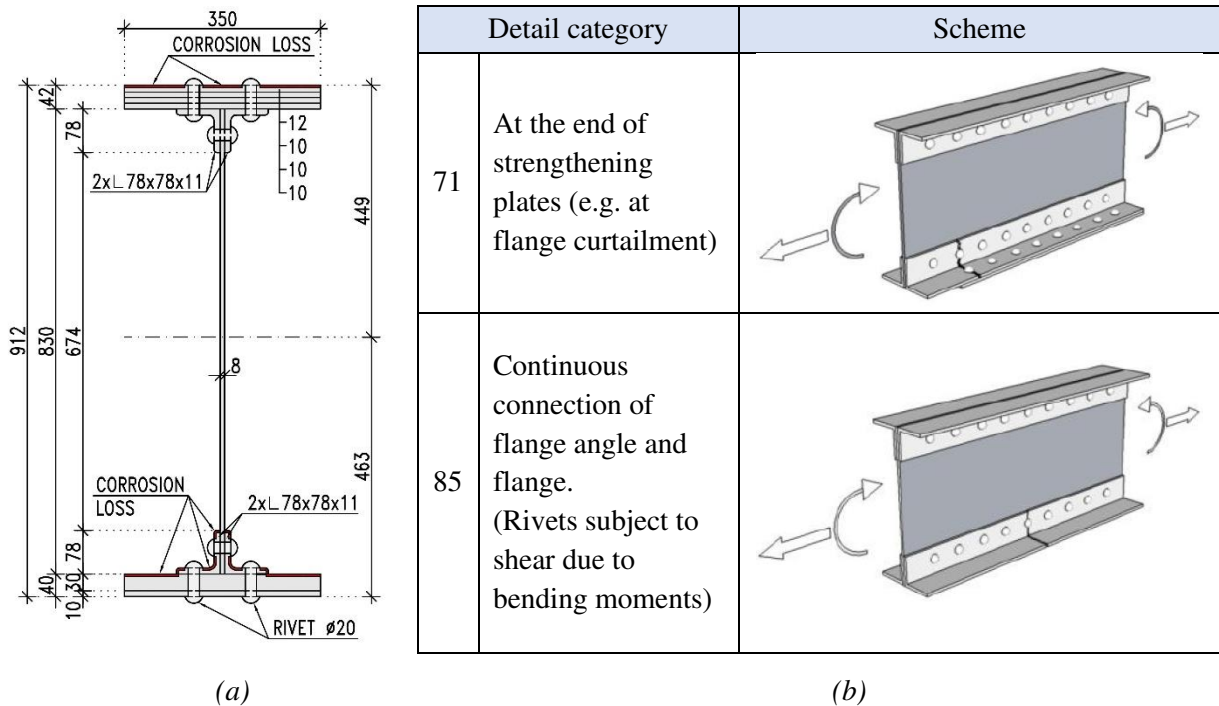 350
CORROSION LOSS
42
78
12
10
10
10
2x∟78x78x11
449
912
830
674
8
463
CORROSION
LOSS
2x∟78x78x11
78
40
30
10
RIVET ø20
(a)
Detail category
Scheme
71
At the end of
strengthening
plates (e.g. at
flange curtailment)
85
Continuous
connection of
flange angle and
flange.
(Rivets subject to
shear due to
bending moments)
(b)